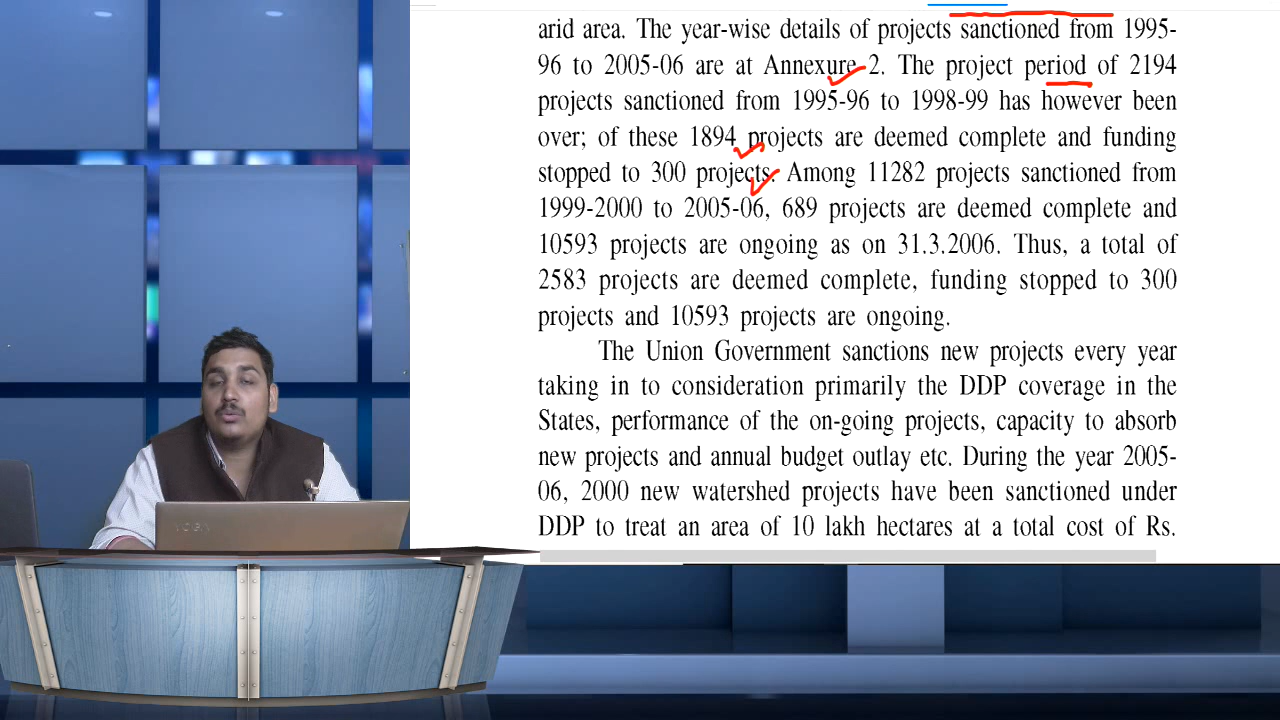 arid area. The year-wise details of projects sanctioned from 1995-
96 to 2005-06 are at Annexure 2. The project period of 2194
projects sanctioned from 1995-96 to 1998-99 has however been
over; of these 1894 projects are deemed complete and funding
stopped to 300 projects. Among 11282 projects sanctioned from
1999-2000 to 2005-06, 689 projects are deemed complete and
10593 projects are ongoing as on 31.3.2006. Thus, a total of
2583 projects are deemed complete, funding stopped to 300
projects and 10593 projects are ongoing.
The Union Government sanctions new projects every year
taking in to consideration primarily the DDP coverage in the
States, performance of the on-going projects, capacity to absorb
new projects and annual budget outlay etc. During the year 2005-
06, 2000 new watershed projects have been sanctioned under
DDP to treat an area of 10 lakh hectares at a total cost of Rs.
YOGA